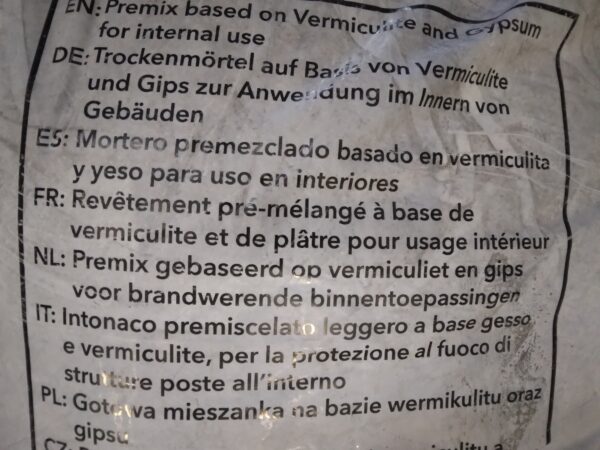 EN: Premix based on Vermiculite and Gypsum
for internal use
DE: Trockenmörtel auf Basis von Vermiculite
und Gips zur Anwendung im Innern von
Gebäuden
ES: Mortero premezclado basado en vermiculita
y yeso para uso en interiores
FR: Revêtement pré-mélangé à base de
vermiculite et de plâtre pour usage intérieur
NL: Premix gebaseerd op vermiculiet en gips
voor brandwerende binnentoepassingen
IT: Intonaco premiscelato leggero a base gesso
e vermiculite, per la protezione al fuoco di
strutture poste all'interno
PL: Gotowa mieszanka na bazie wermikulitu oraz
gipsu
CZ: